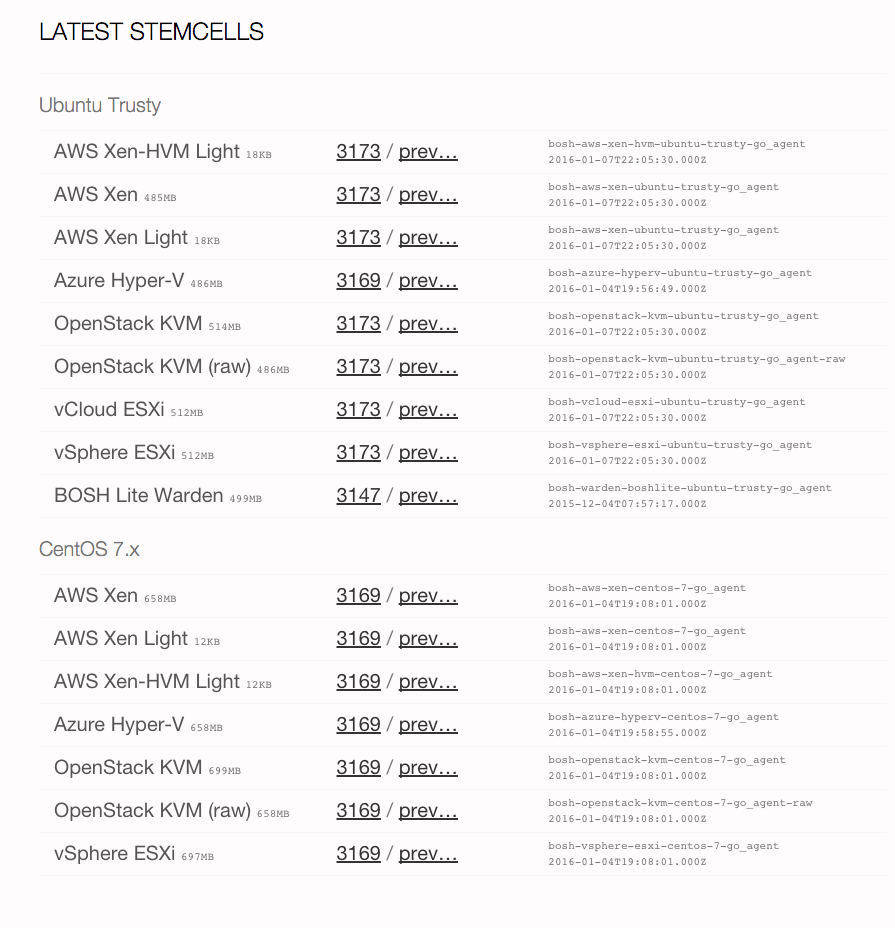 LATEST STEMCELLS
Ubuntu Trusty
AWS Xen-HVM Light 18KB 3173 / prev… bosh-aws-xen-hvm-ubuntu-trusty-go_agent
2016-01-07T22:05:30.000Z
AWS Xen 485MB 3173 / prev… bosh-aws-xen-ubuntu-trusty-go_agent
2016-01-07T22:05:30.000Z
AWS Xen Light 18KB 3173 / prev… bosh-aws-xen-ubuntu-trusty-go_agent
2016-01-07T22:05:30.000Z
Azure Hyper-V 486MB 3169 / prev… bosh-azure-hyperv-ubuntu-trusty-go_agent
2016-01-04T19:56:49.000Z
OpenStack KVM 514MB 3173 / prev… bosh-openstack-kvm-ubuntu-trusty-go_agent
2016-01-07T22:05:30.000Z
OpenStack KVM (raw) 486MB 3173 / prev… bosh-openstack-kvm-ubuntu-trusty-go_agent-raw
2016-01-07T22:05:30.000Z
vCloud ESXi 512MB 3173 / prev… bosh-vcloud-esxi-ubuntu-trusty-go_agent
2016-01-07T22:05:30.000Z
vSphere ESXi 512MB 3173 / prev… bosh-vsphere-esxi-ubuntu-trusty-go_agent
2016-01-07T22:05:30.000Z
BOSH Lite Warden 499MB 3147 / prev… bosh-warden-boshlite-ubuntu-trusty-go_agent
2015-12-04T07:57:17.000Z
CentOS 7.x
AWS Xen 658MB 3169 / prev… bosh-aws-xen-centos-7-go_agent
2016-01-04T19:08:01.000Z
AWS Xen Light 12KB 3169 / prev… bosh-aws-xen-centos-7-go_agent
2016-01-04T19:08:01.000Z
AWS Xen-HVM Light 12KB 3169 / prev… bosh-aws-xen-hvm-centos-7-go_agent
2016-01-04T19:08:01.000Z
Azure Hyper-V 658MB 3169 / prev… bosh-azure-hyperv-centos-7-go_agent
2016-01-04T19:58:55.000Z
OpenStack KVM 699MB 3169 / prev… bosh-openstack-kvm-centos-7-go_agent
2016-01-04T19:08:01.000Z
OpenStack KVM (raw) 658MB 3169 / prev… bosh-openstack-kvm-centos-7-go_agent-raw
2016-01-04T19:08:01.000Z
vSphere ESXi 697MB 3169 / prev… bosh-vsphere-esxi-centos-7-go_agent
2016-01-04T19:08:01.000Z